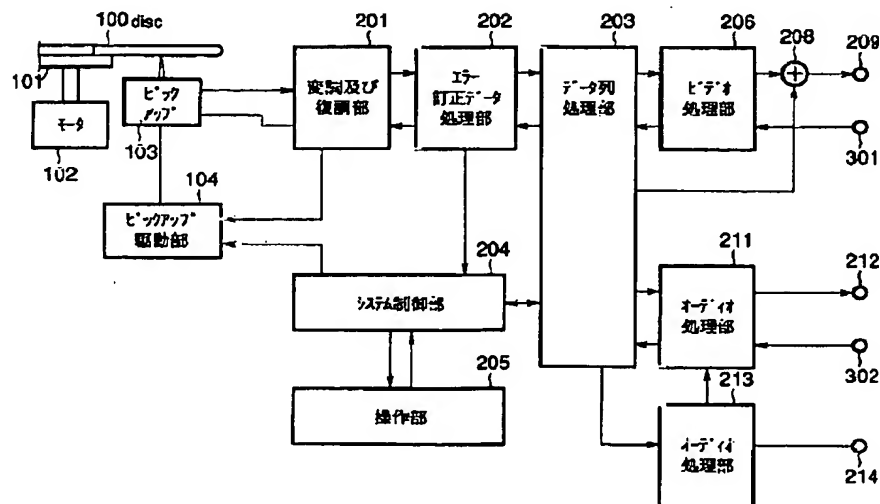 100 disc
101
モータ
102
ピック
アップ
103
104
ピックアップ
駆動部
201
変調及び
復調部
202
エラー
訂正データ
処理部
203
データ列
処理部
204
システム制御部
205
操作部
206
ビデオ
処理部
208
+
209
301
211
オーディオ
処理部
212
302
213
オーディオ
処理部
214